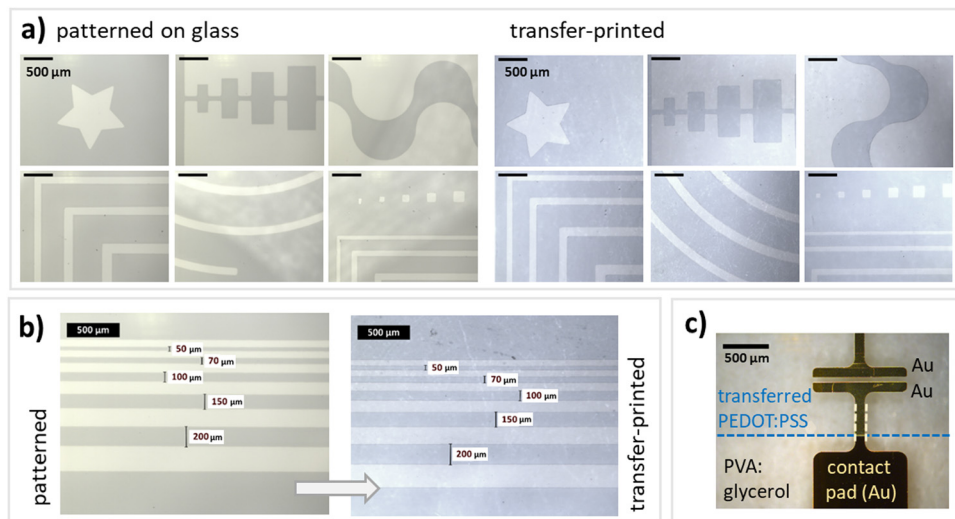 a) patterned on glass
transfer-printed
500 µm
500 µm
b)
500 µm
50 µm
70 µm
100 µm
150 µm
200 µm
patterned
500 µm
50 µm
70 µm
100 µm
150 µm
200 µm
transfer-printed
c)
500 µm
Au
Au
transferred
PEDOT:PSS
PVA:
glycerol
contact
pad (Au)